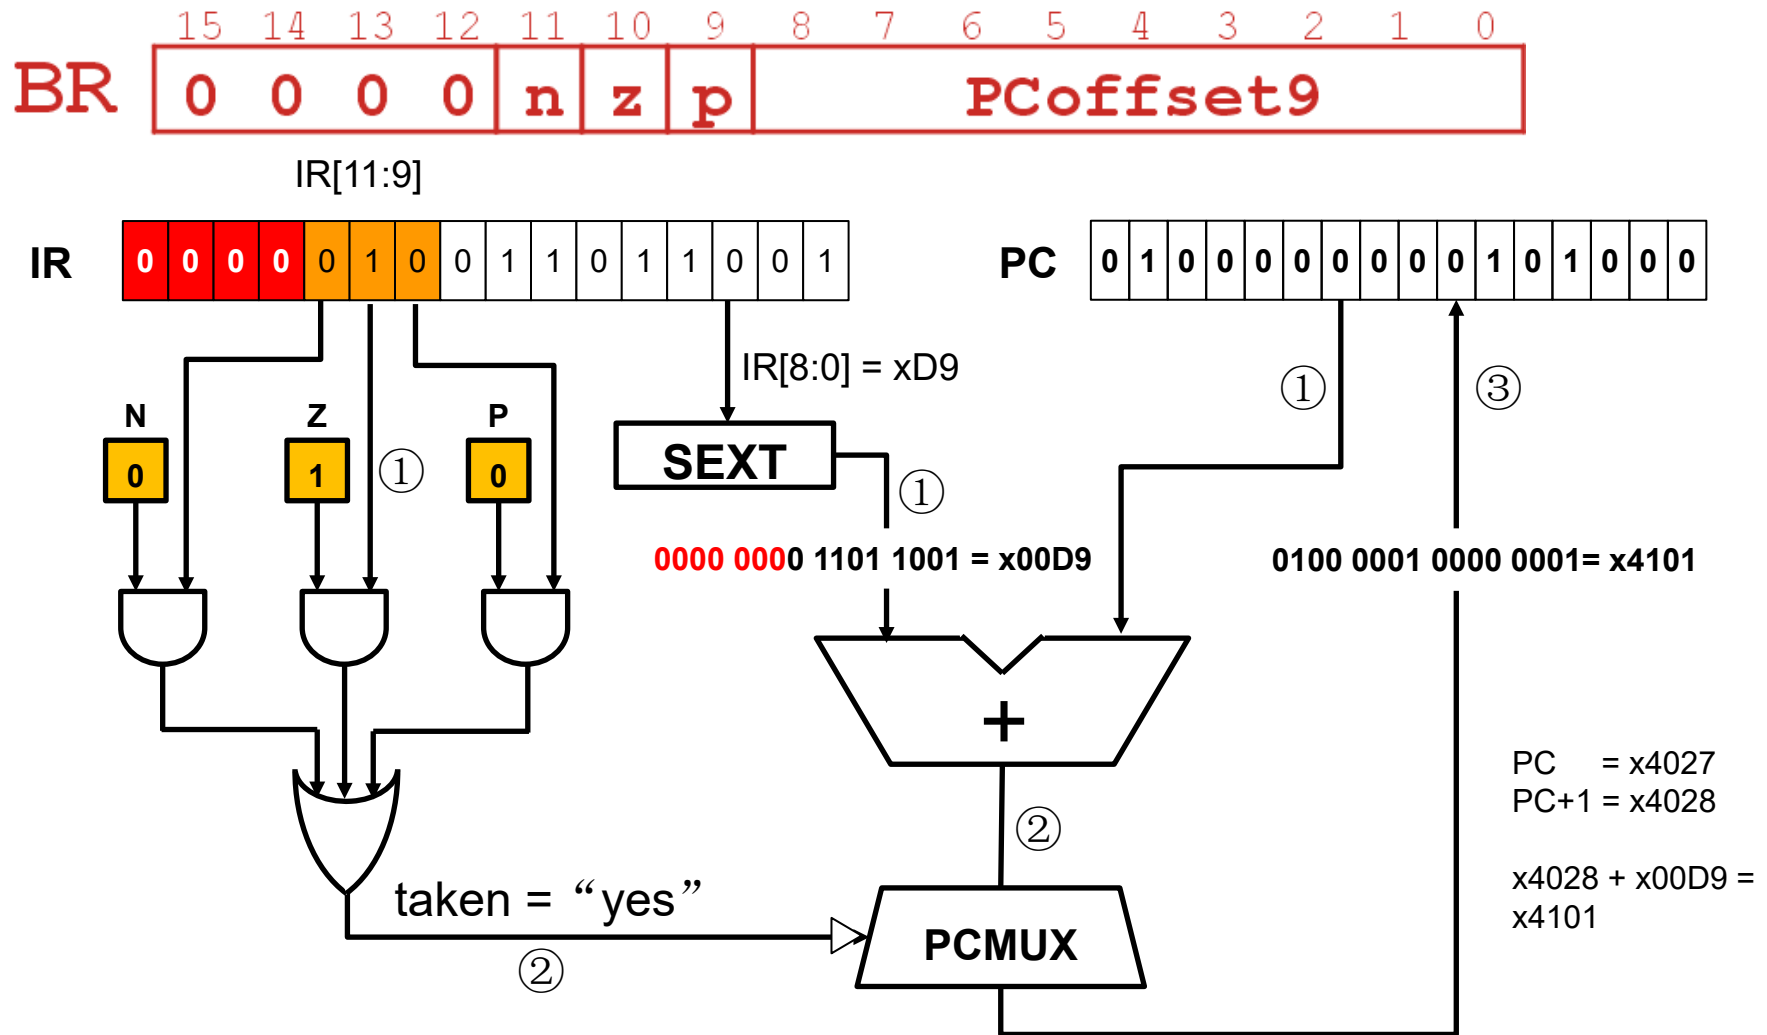 15 14 13 12 11 10 9 8 7 6 5 4 3 2 1 0
BR 0 0 0 0 n z p PCoffset9
IR[11:9]
IR 0 0 0 0 0 1 0 0 1 1 0 1 1 0 0 1
PC 0 1 0 0 0 0 0 0 0 0 1 0 1 0 0 0
IR[8:0] = xD9
① ③
N Z P
0 1 0
①
SEXT
①
0000 0000 1101 1001 = x00D9
0100 0001 0000 0001= x4101
+
PC = x4027
PC+1 = x4028
②
x4028 + x00D9 =
x4101
taken = “yes”
②
PCMUX